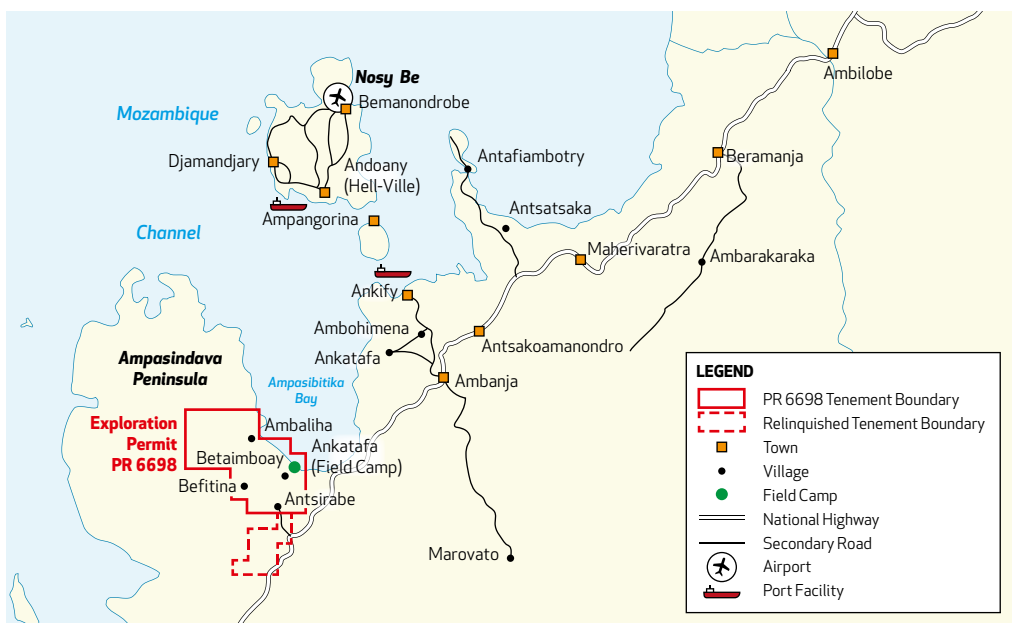 Nosy Be
Bemanondrobe
Ambilobe
Mozambique
Channel
Djamandjary
Andoany
(Hell-Ville)
Antafiambotry
Beramanja
Ampangorina
Antsatsaka
Maherivaratra
Ambarakaraka
Ankify
Ambohimena
Ankatafa
Antsakoamanondro
Ambanja
Ampasindava
Peninsula
Ampasibitika
Bay
Exploration
Permit
PR 6698
Ambaliha
Betaimboay
Ankatafa
(Field Camp)
Befitina
Antsirabe
Marovato
LEGEND
PR 6698 Tenement Boundary
Relinquished Tenement Boundary
Town
Village
Field Camp
National Highway
Secondary Road
Airport
Port Facility